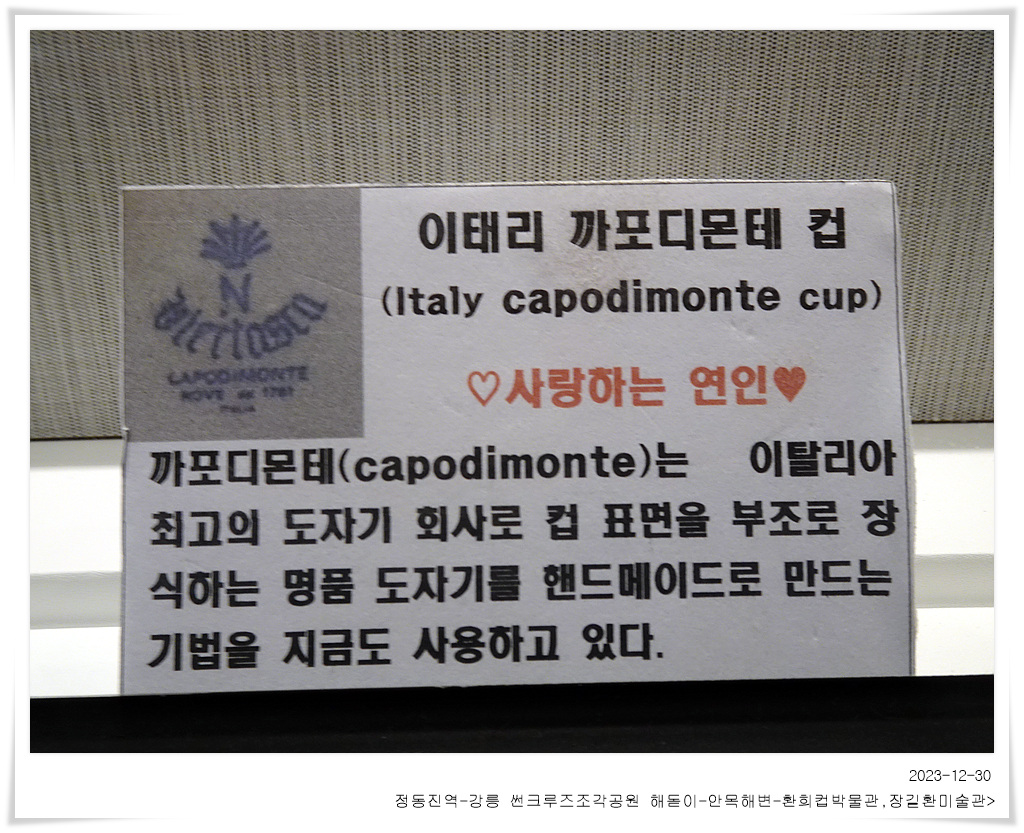 이태리 까포디몬테 컵
(Italy capodimonte cup)
♡사랑하는 연인♥
N
CAPODIMONTE
NOVE del 1781
ITALIA
까포디몬테(capodimonte)는 이탈리아
최고의 도자기 회사로 컵 표면을 부조로 장
식하는 명품 도자기를 핸드메이드로 만드는
기법을 지금도 사용하고 있다.
2023-12-30
정동진역-강릉 썬크루즈조각공원 해돋이-안목해변-환희컵박물관,장길환미술관>